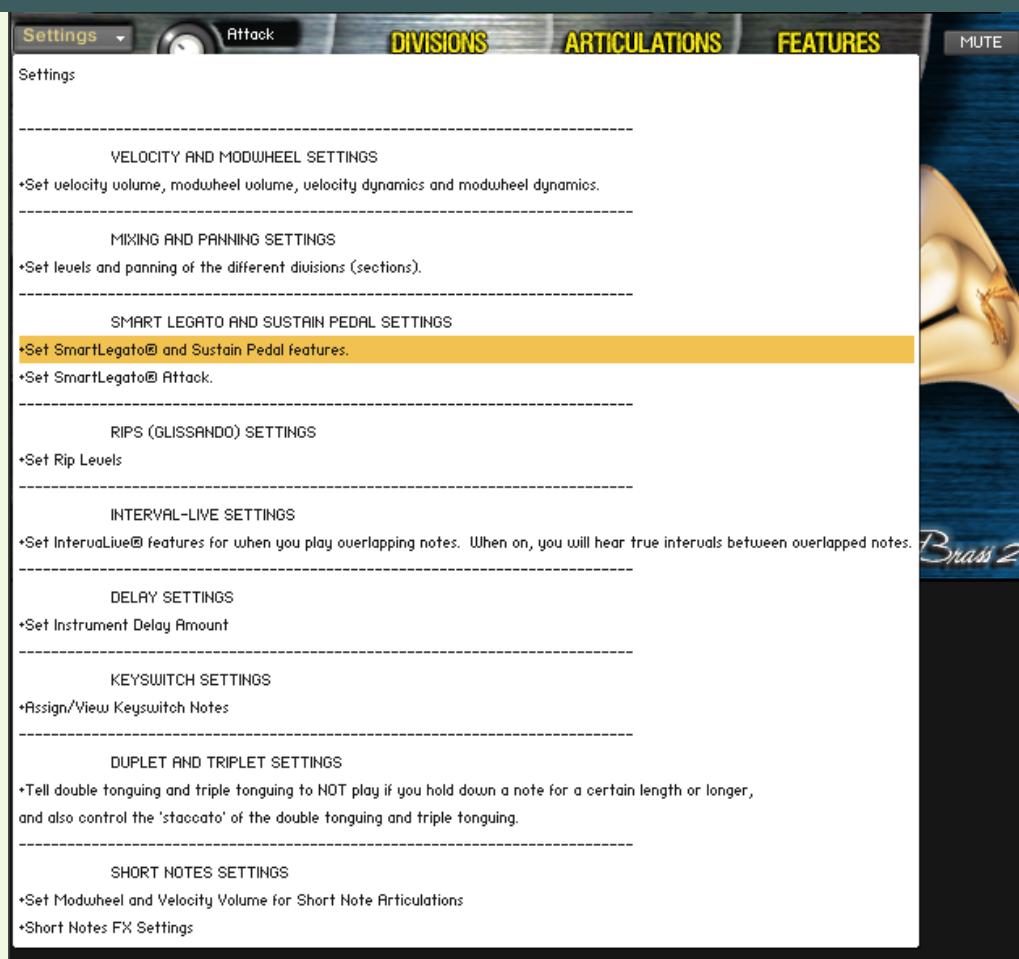 Settings
Attack
DIVISIONS
ARTICULATIONS
FEATURES
MUTE
Settings
VELOCITY AND MODWHEEL SETTINGS
•Set velocity volume, modwheel volume, velocity dynamics and modwheel dynamics.
MIXING AND PANNING SETTINGS
•Set levels and panning of the different divisions (sections).
SMART LEGATO AND SUSTAIN PEDAL SETTINGS
•Set SmartLegato® and Sustain Pedal features.
•Set SmartLegato® Attack.
RIPS (GLISSANDO) SETTINGS
•Set Rip Levels
INTERVAL-LIVE SETTINGS
•Set IntervaLive® features for when you play overlapping notes.  When on, you will hear true intervals between overlapped notes.
Brass 2
DELAY SETTINGS
•Set Instrument Delay Amount
KEYSWITCH SETTINGS
•Assign/View Keyswitch Notes
DUPLET AND TRIPLET SETTINGS
•Tell double tonguing and triple tonguing to NOT play if you hold down a note for a certain length or longer,
and also control the 'staccato' of the double tonguing and triple tonguing.
SHORT NOTES SETTINGS
•Set Modwheel and Velocity Volume for Short Note Articulations
•Short Notes FX Settings